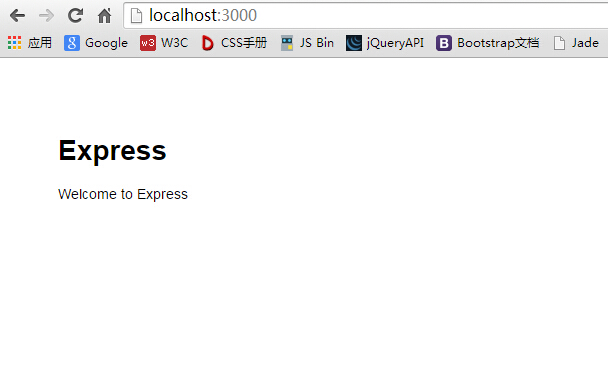 localhost:3000
应用 Google W3C CSS手册 JS Bin jQueryAPI Bootstrap文档 Jade
Express
Welcome to Express